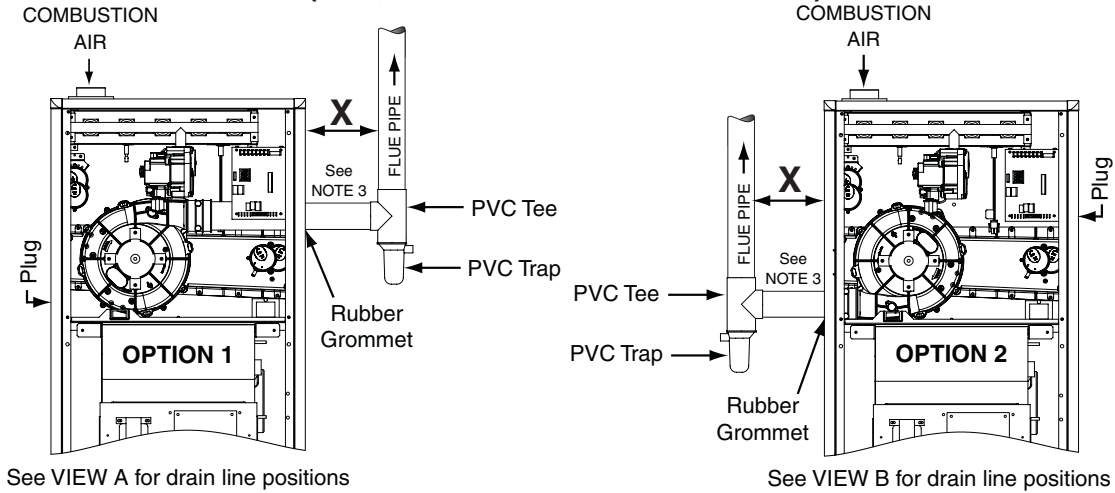 COMBUSTION
AIR
X
FLUE PIPE
See
NOTE 3
PVC Tee
PVC Trap
Plug
Rubber
Grommet
OPTION 1
See VIEW A for drain line positions
COMBUSTION
AIR
X
FLUE PIPE
See
NOTE 3
PVC Tee
PVC Trap
Plug
Rubber
Grommet
OPTION 2
See VIEW B for drain line positions